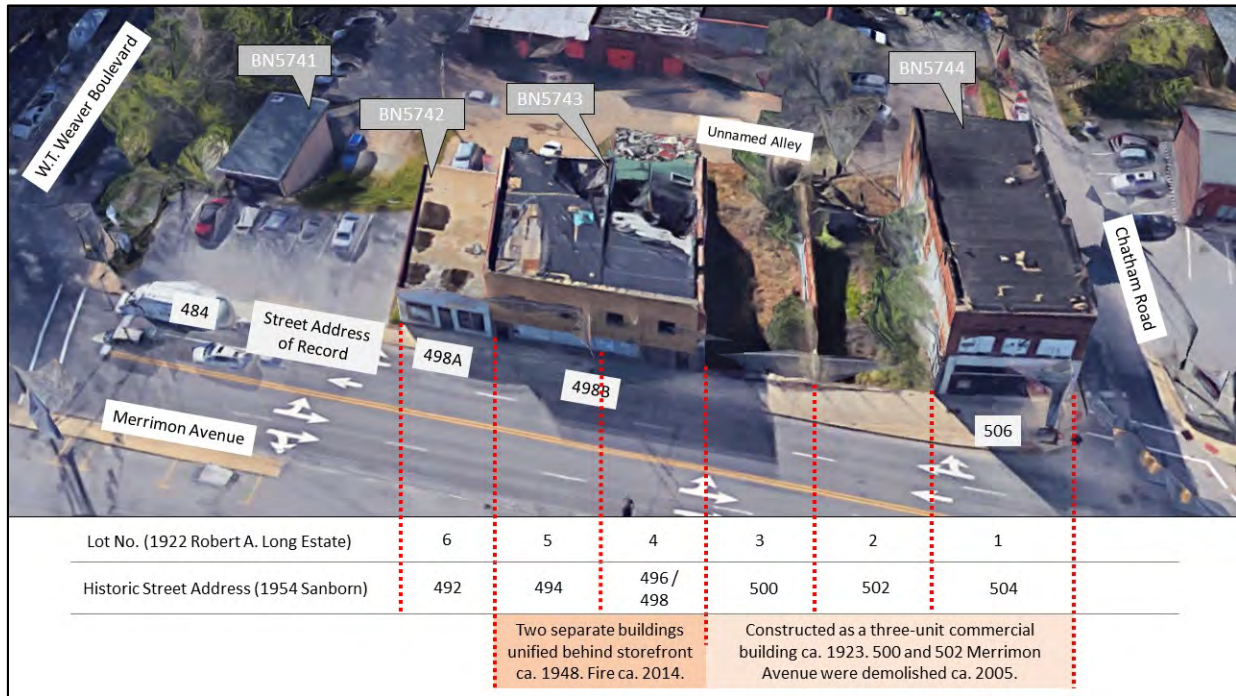 W.T. Weaver Boulevard
BN5741
BN5742
BN5743
BN5744
Unnamed Alley
Chatham Road
484
Street Address
of Record
498A
498B
506
Merrimon Avenue
Lot No. (1922 Robert A. Long Estate) 6 5 4 3 2 1
Historic Street Address (1954 Sanborn) 492 494 496 / 498 500 502 504
Two separate buildings
unified behind storefront
ca. 1948. Fire ca. 2014.
Constructed as a three-unit commercial
building ca. 1923. 500 and 502 Merrimon
Avenue were demolished ca. 2005.